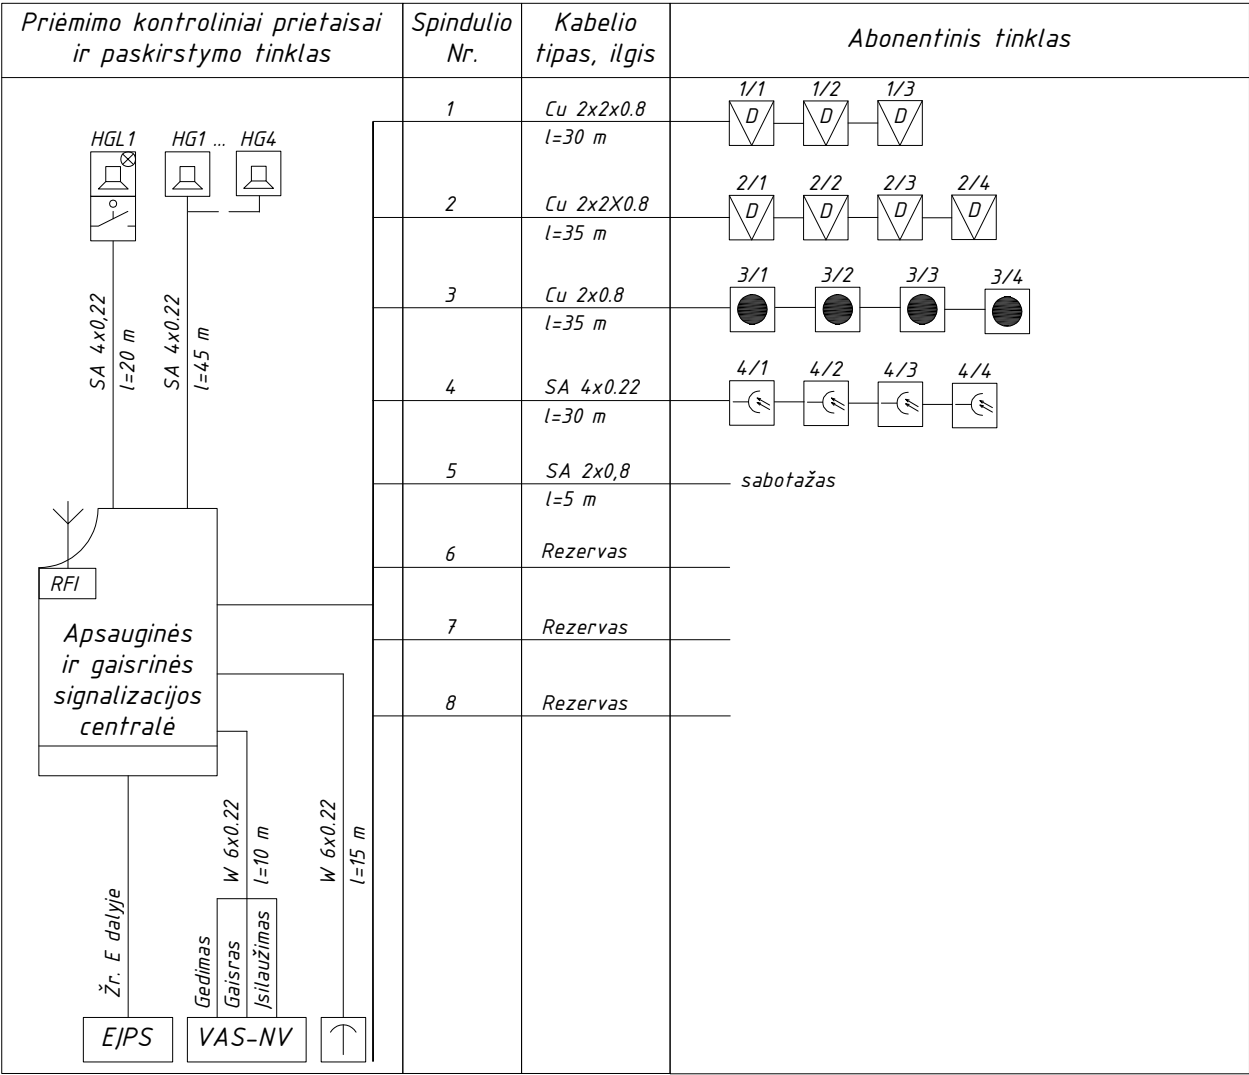 Priėmimo kontroliniai prietaisai
ir paskirstymo tinklas
Spindulio
Nr.
Kabelio
tipas, ilgis
Abonentinis tinklas
HGL1
HG1 ... HG4
SA 4x0,22
l=20 m
SA 4x0.22
l=45 m
RFI
Apsauginės
ir gaisrinės
signalizacijos
centralė
Žr. E dalyje
W 6x0.22
l=10 m
W 6x0.22
l=15 m
Gedimas
Gaisras
Įsilaužimas
EĮPS
VAS-NV
1
Cu 2x2x0.8
l=30 m
1/1
1/2
1/3
D
D
D
2
Cu 2x2X0.8
l=35 m
2/1
2/2
2/3
2/4
D
D
D
D
3
Cu 2x0.8
l=35 m
3/1
3/2
3/3
3/4
4
SA 4x0.22
l=30 m
4/1
4/2
4/3
4/4
5
SA 2x0,8
l=5 m
sabotažas
6
Rezervas
7
Rezervas
8
Rezervas